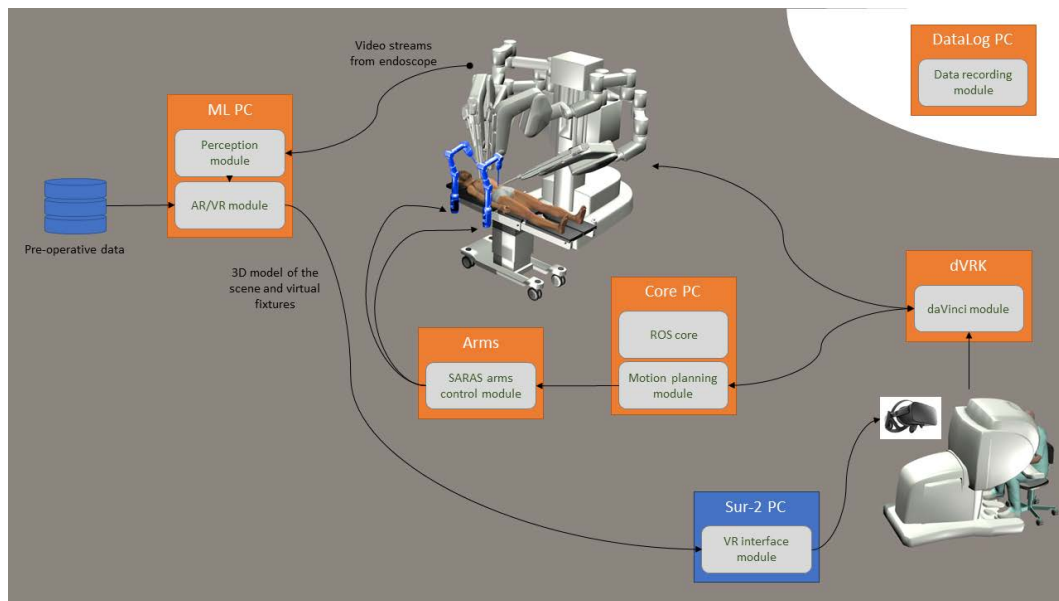 Video streams
from endoscope
DataLog PC
Data recording
module
ML PC
Perception
module
AR/VR module
Pre-operative data
3D model of the
scene and virtual
fixtures
dVRK
daVinci module
Core PC
ROS core
Motion planning
module
Arms
SARAS arms
control module
Sur-2 PC
VR interface
module